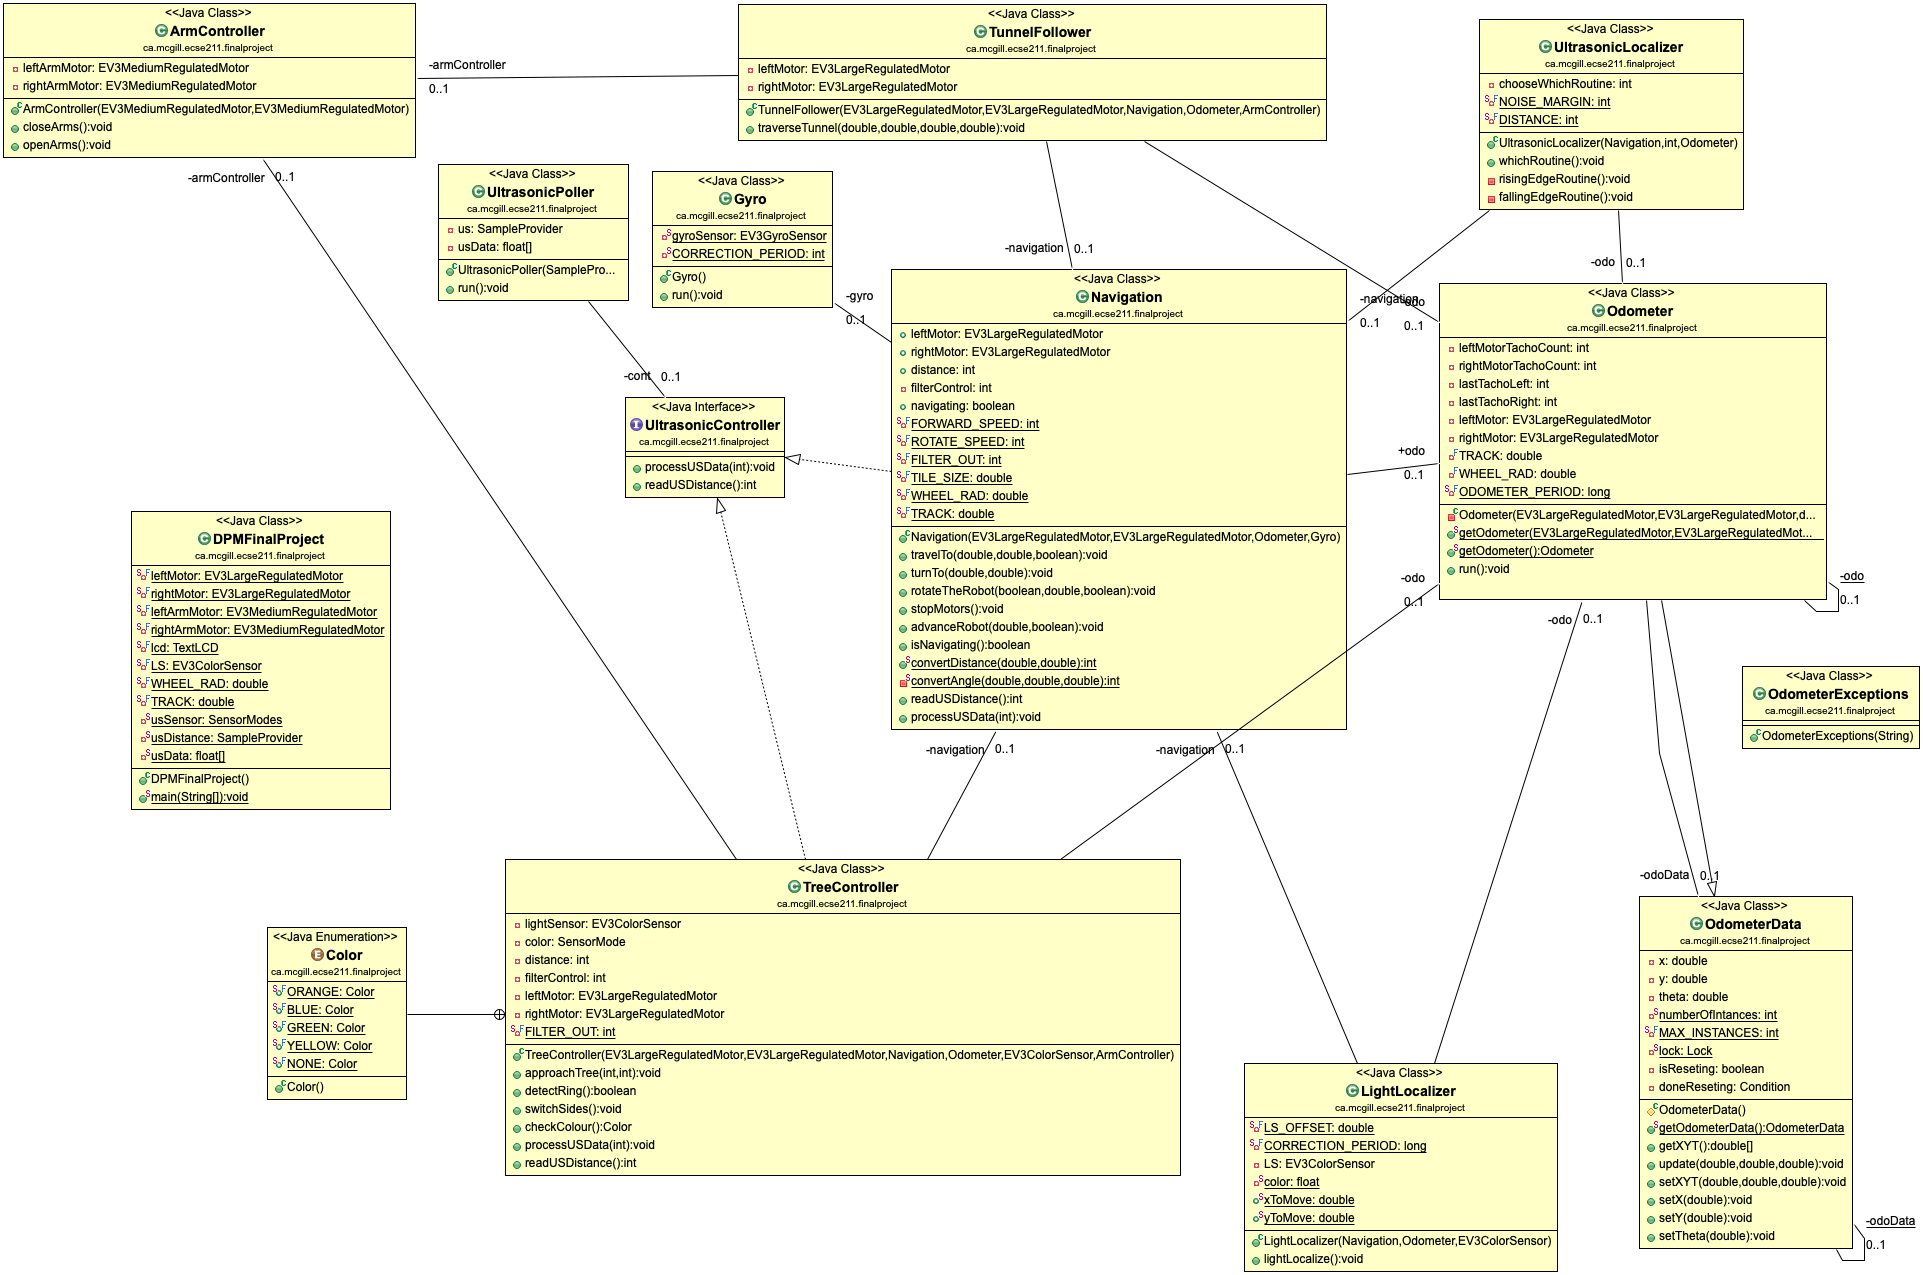 <<Java Class>>
ArmController
ca.mcgill.ecse211.finalproject
leftArmMotor: EV3MediumRegulatedMotor
rightArmMotor: EV3MediumRegulatedMotor
ArmController(EV3MediumRegulatedMotor,EV3MediumRegulatedMotor)
closeArms():void
openArms():void
-armController
0..1
<<Java Class>>
TunnelFollower
ca.mcgill.ecse211.finalproject
leftMotor: EV3LargeRegulatedMotor
rightMotor: EV3LargeRegulatedMotor
TunnelFollower(EV3LargeRegulatedMotor,EV3LargeRegulatedMotor,Navigation,Odometer,ArmController)
traverseTunnel(double,double,double,double):void
<<Java Class>>
UltrasonicLocalizer
ca.mcgill.ecse211.finalproject
chooseWhichRoutine: int
NOISE_MARGIN: int
DISTANCE: int
UltrasonicLocalizer(Navigation,int,Odometer)
whichRoutine():void
risingEdgeRoutine():void
fallingEdgeRoutine():void
-armController 0..1
<<Java Class>>
UltrasonicPoller
ca.mcgill.ecse211.finalproject
us: SampleProvider
usData: float[]
UltrasonicPoller(SamplePro...
run():void
<<Java Class>>
Gyro
ca.mcgill.ecse211.finalproject
gyroSensor: EV3GyroSensor
CORRECTION_PERIOD: int
Gyro()
run():void
-gyro
0..1
-navigation 0..1
-odo 0..1
-navigation
0..1
-odo
0..1
<<Java Class>>
Navigation
ca.mcgill.ecse211.finalproject
leftMotor: EV3LargeRegulatedMotor
rightMotor: EV3LargeRegulatedMotor
distance: int
filterControl: int
navigating: boolean
FORWARD_SPEED: int
ROTATE_SPEED: int
FILTER_OUT: int
TILE_SIZE: double
WHEEL_RAD: double
TRACK: double
Navigation(EV3LargeRegulatedMotor,EV3LargeRegulatedMotor,Odometer,Gyro)
travelTo(double,double,boolean):void
turnTo(double,double):void
rotateTheRobot(boolean,double,boolean):void
stopMotors():void
advanceRobot(double,boolean):void
isNavigating():boolean
convertDistance(double,double):int
convertAngle(double,double,double):int
readUSDistance():int
processUSData(int):void
<<Java Class>>
Odometer
ca.mcgill.ecse211.finalproject
leftMotorTachoCount: int
rightMotorTachoCount: int
lastTachoLeft: int
lastTachoRight: int
leftMotor: EV3LargeRegulatedMotor
rightMotor: EV3LargeRegulatedMotor
TRACK: double
WHEEL_RAD: double
ODOMETER_PERIOD: long
Odometer(EV3LargeRegulatedMotor,EV3LargeRegulatedMotor,d...
getOdometer(EV3LargeRegulatedMotor,EV3LargeRegulatedMot...
getOdometer():Odometer
run():void
-cont 0..1
<<Java Interface>>
UltrasonicController
ca.mcgill.ecse211.finalproject
processUSData(int):void
readUSDistance():int
+odo
0..1
-odo
0..1
-odo
0..1
-odo 0..1
<<Java Class>>
DPMFinalProject
ca.mcgill.ecse211.finalproject
leftMotor: EV3LargeRegulatedMotor
rightMotor: EV3LargeRegulatedMotor
leftArmMotor: EV3MediumRegulatedMotor
rightArmMotor: EV3MediumRegulatedMotor
lcd: TextLCD
LS: EV3ColorSensor
WHEEL_RAD: double
TRACK: double
usSensor: SensorModes
usDistance: SampleProvider
usData: float[]
DPMFinalProject()
main(String[]):void
<<Java Class>>
OdometerExceptions
ca.mcgill.ecse211.finalproject
OdometerExceptions(String)
-navigation 0..1
-navigation 0..1
<<Java Class>>
TreeController
ca.mcgill.ecse211.finalproject
lightSensor: EV3ColorSensor
color: SensorMode
distance: int
filterControl: int
leftMotor: EV3LargeRegulatedMotor
rightMotor: EV3LargeRegulatedMotor
FILTER_OUT: int
TreeController(EV3LargeRegulatedMotor,EV3LargeRegulatedMotor,Navigation,Odometer,EV3ColorSensor,ArmController)
approachTree(int,int):void
detectRing():boolean
switchSides():void
checkColour():Color
processUSData(int):void
readUSDistance():int
<<Java Enumeration>>
Color
ca.mcgill.ecse211.finalproject
ORANGE: Color
BLUE: Color
GREEN: Color
YELLOW: Color
NONE: Color
Color()
-odoData 0..1
<<Java Class>>
OdometerData
ca.mcgill.ecse211.finalproject
x: double
y: double
theta: double
numberOfIntances: int
MAX_INSTANCES: int
lock: Lock
isReseting: boolean
doneReseting: Condition
OdometerData()
getOdometerData():OdometerData
getXYT():double[]
update(double,double,double):void
setXYT(double,double,double):void
setX(double):void
setY(double):void
setTheta(double):void
-odoData
0..1
<<Java Class>>
LightLocalizer
ca.mcgill.ecse211.finalproject
LS_OFFSET: double
CORRECTION_PERIOD: long
LS: EV3ColorSensor
color: float
xToMove: double
yToMove: double
LightLocalizer(Navigation,Odometer,EV3ColorSensor)
lightLocalize():void